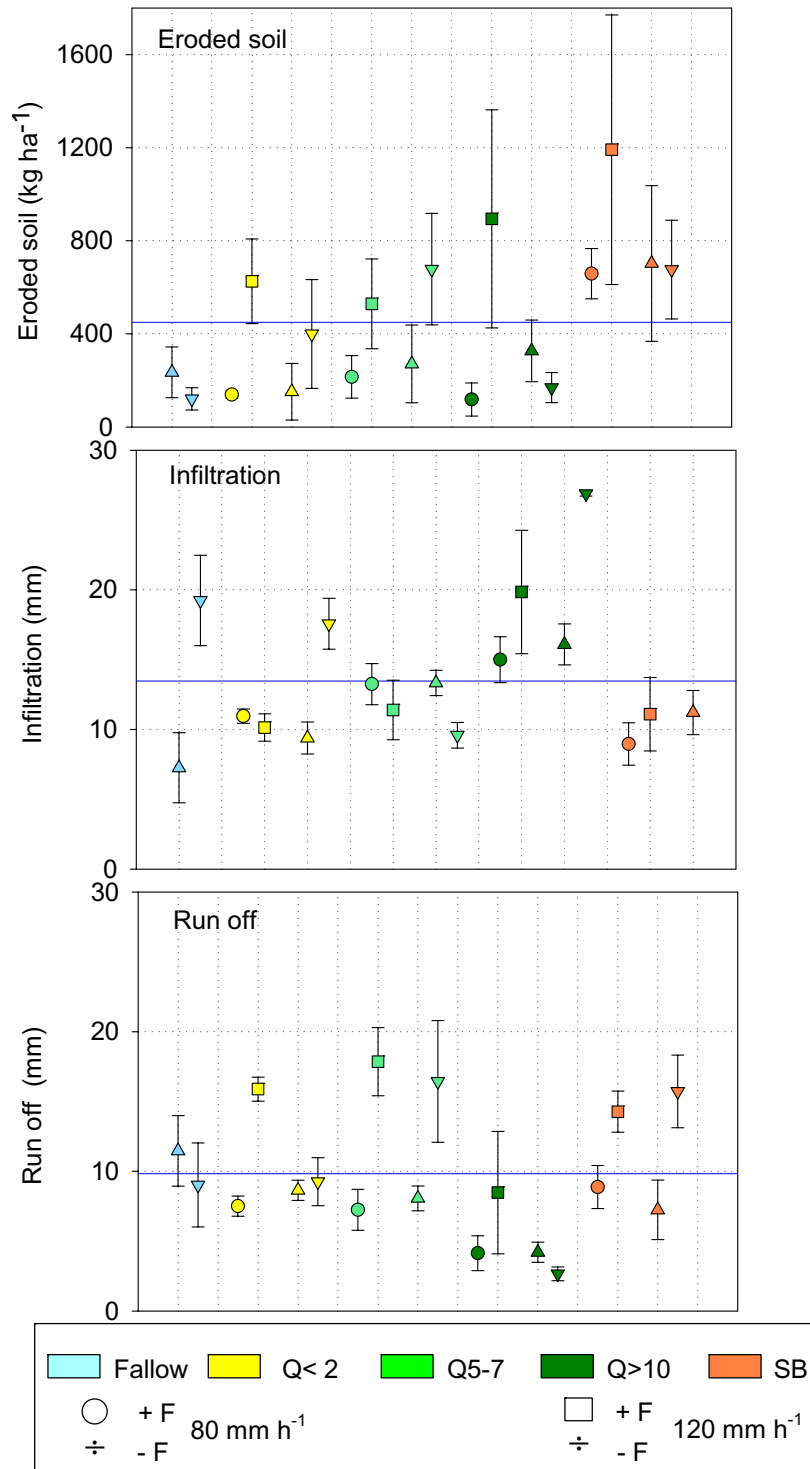 Eroded soil
Eroded soil (kg ha-1)
1600
1200
800
400
0
Infiltration
Infiltration (mm)
30
20
10
0
Run off
Run off (mm)
30
20
10
0
Fallow Q< 2 Q5-7 Q>10 SB
+ F 80 mm h-1 + F 120 mm h-1
÷ - F ÷ - F